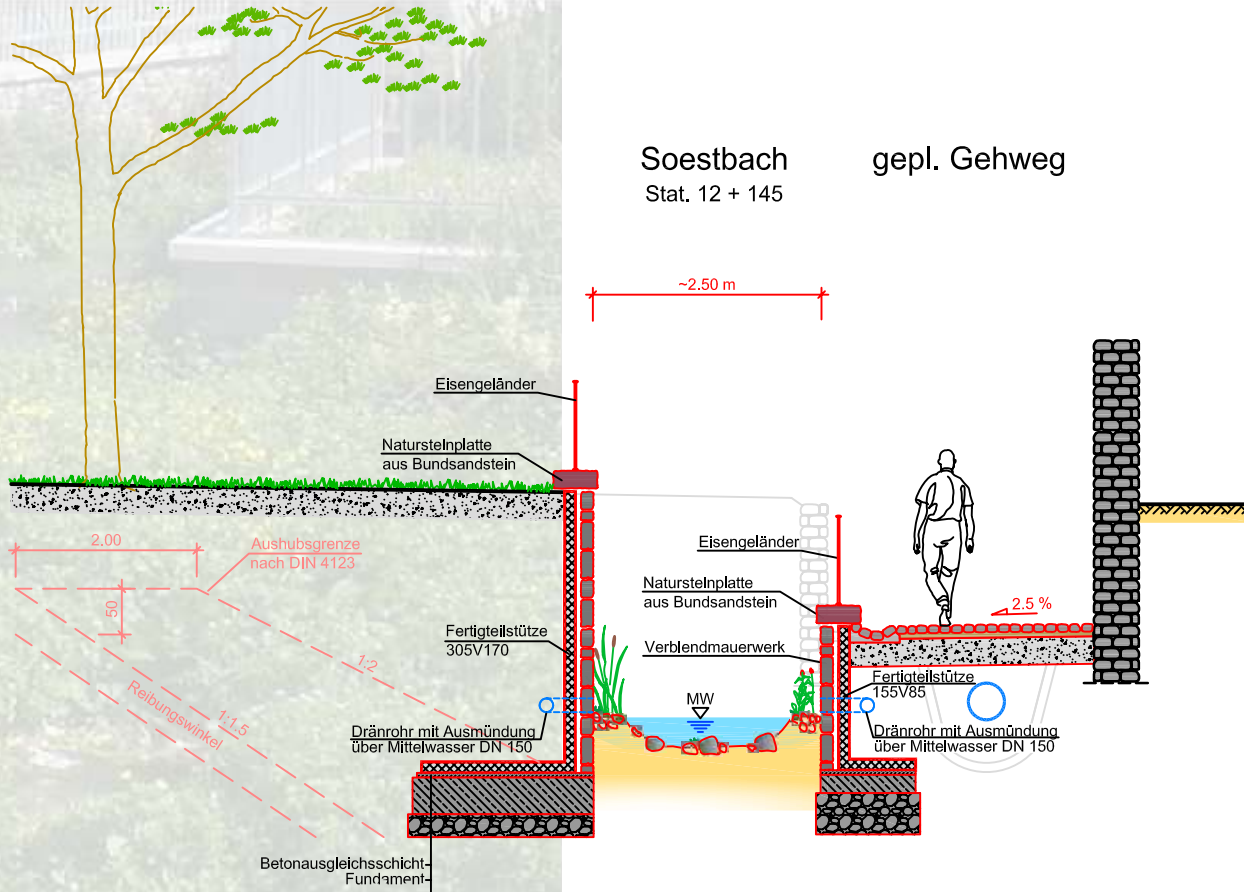 Soestbach
gepl. Gehweg
Stat. 12 + 145
~2.50 m
Eisengeländer
Natursteinplatte
aus Bundsandstein
2.00
Aushubsgrenze
nach DIN 4123
50
Eisengeländer
Natursteinplatte
aus Bundsandstein
2.5 %
Fertigteilstütze
305V170
Verblendmauerwerk
1:2
Fertigteilstütze
155V85
Reibungswinkel
1:1.5
MW
Dränrohr mit Ausmündung
über Mittelwasser DN 150
Dränrohr mit Ausmündung
über Mittelwasser DN 150
Betonausgleichsschicht
Fundament